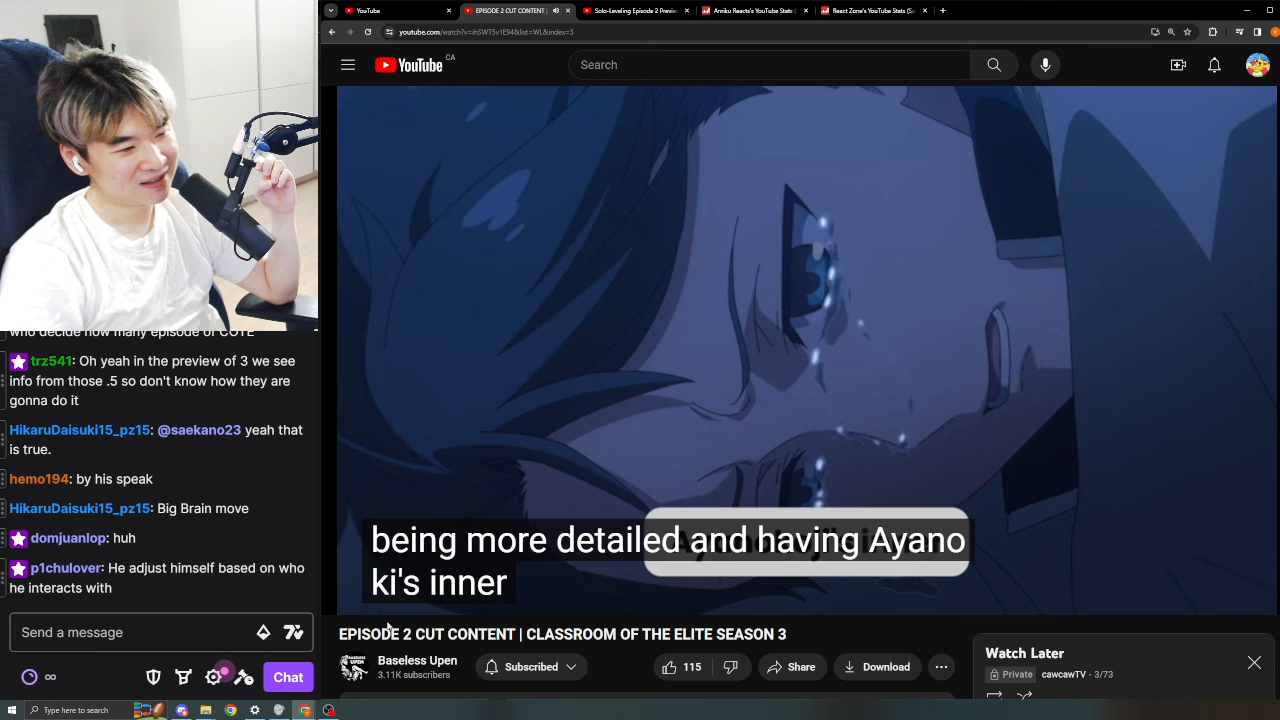 YouTube
EPISODE 2 CUT CONTENT |
Solo-Leveling Episode 2 Previe
Anriku Reacts's YouTube Stats (
React Zone's YouTube Stats (Su
youtube.com/watch?v=ihSWT5v1E94&list=WL&index=3
YouTube CA
Search
who decide how many episode of COTE
trz541: Oh yeah in the preview of 3 we see
info from those .5 so don't know how they are
gonna do it
HikaruDaisuki15_pz15: @saekano23 yeah that
is true.
hemo194: by his speak
HikaruDaisuki15_pz15: Big Brain move
domjuanlop: huh
p1chulover: He adjust himself based on who
he interacts with
Send a message
Chat
being more detailed and having Ayano
ki's inner
EPISODE 2 CUT CONTENT | CLASSROOM OF THE ELITE SEASON 3
Baseless Upen
3.11K subscribers
Subscribed
115
Share
Download
Watch Later
Private cawcawTV - 3/73
Type here to search